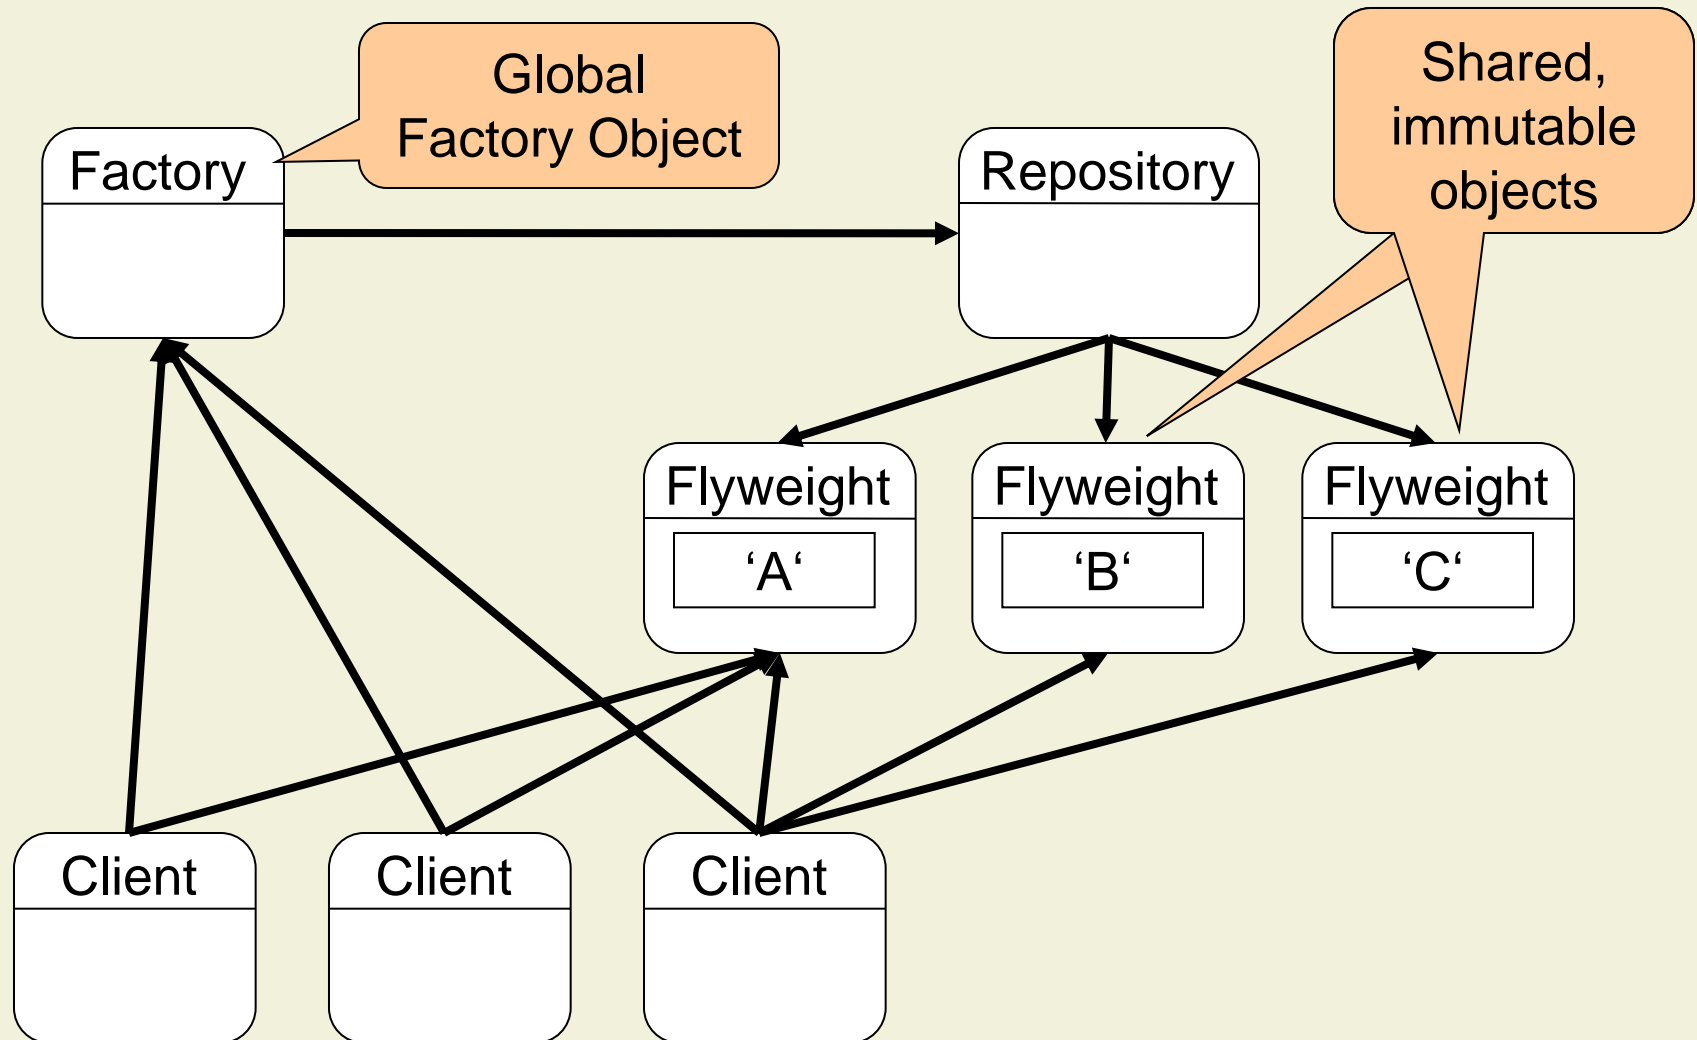 Global
Factory Object
Shared,
immutable
objects
Factory
Repository
Flyweight
Flyweight
Flyweight
‘A‘
‘B‘
‘C‘
Client
Client
Client